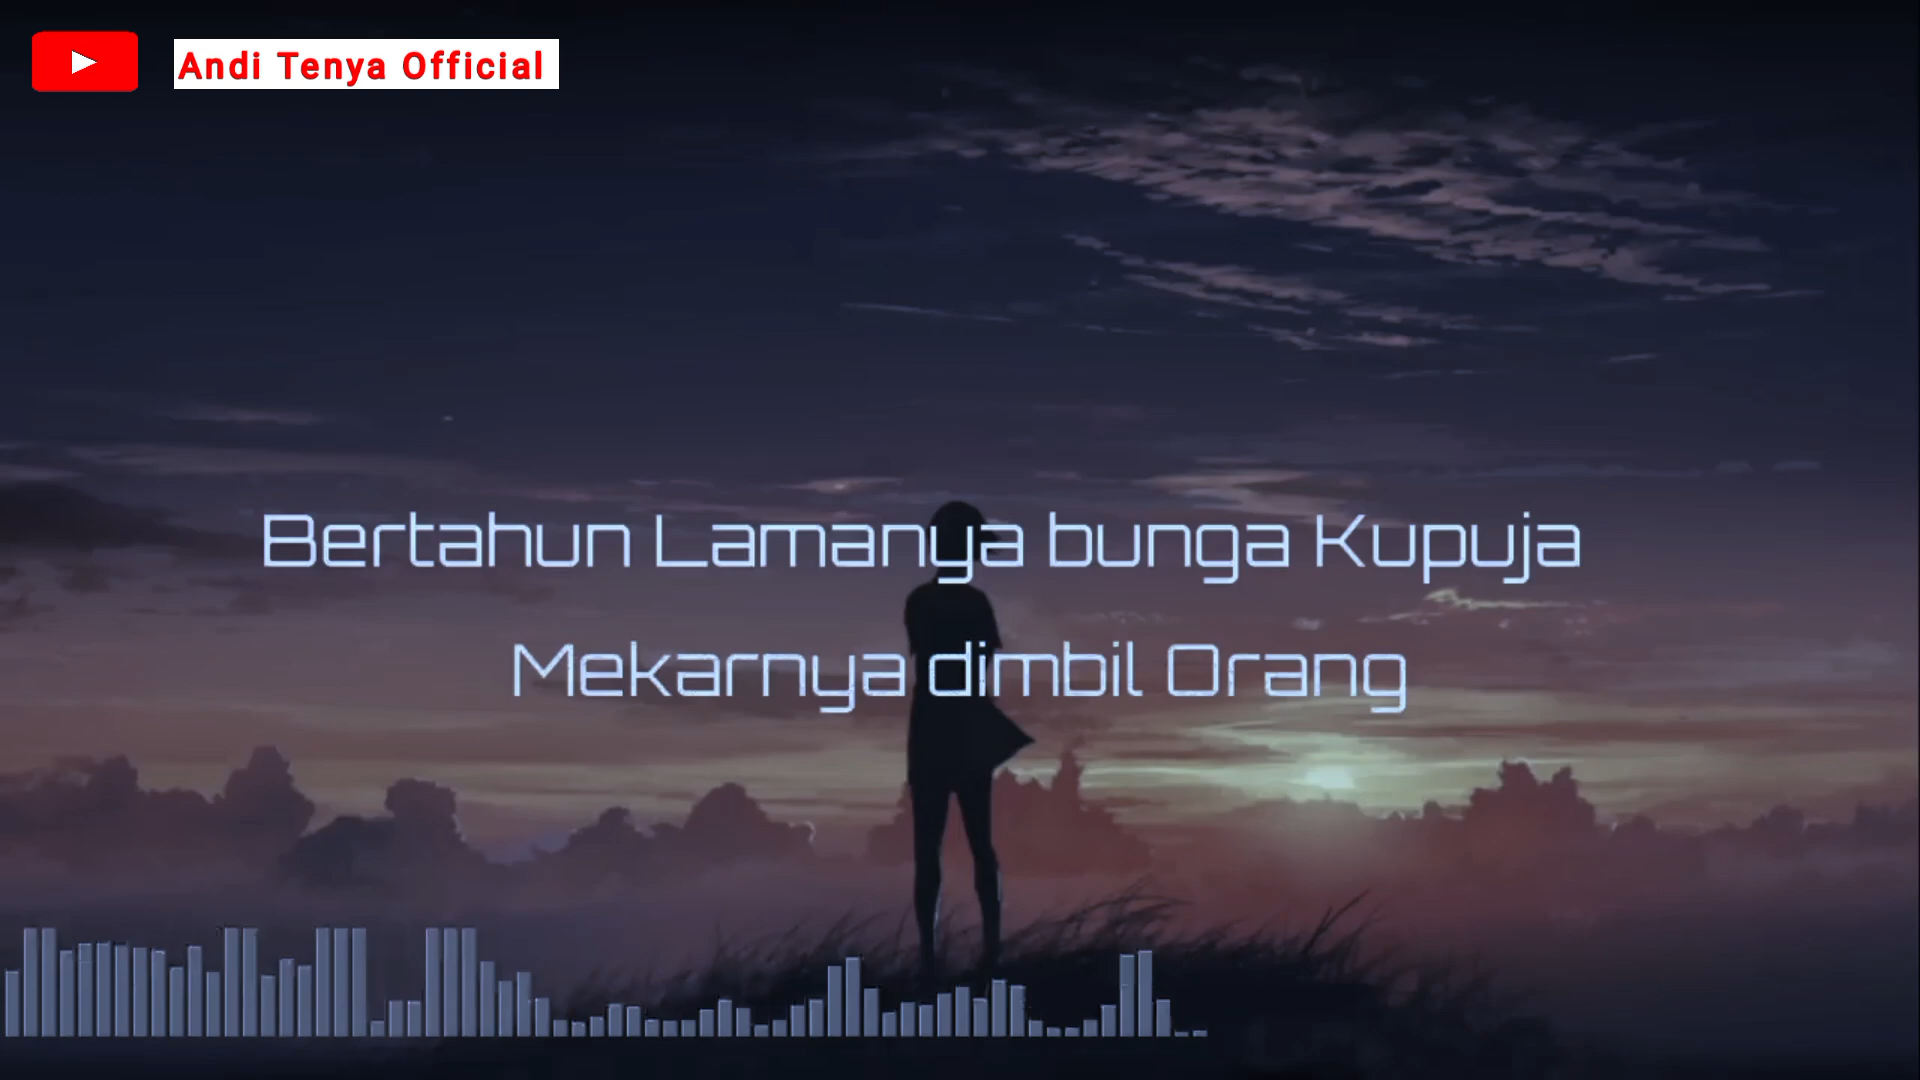 Andi Tenya Official
Bertahun Lamanya bunga Kupuja
Mekarnya dimbil Orang